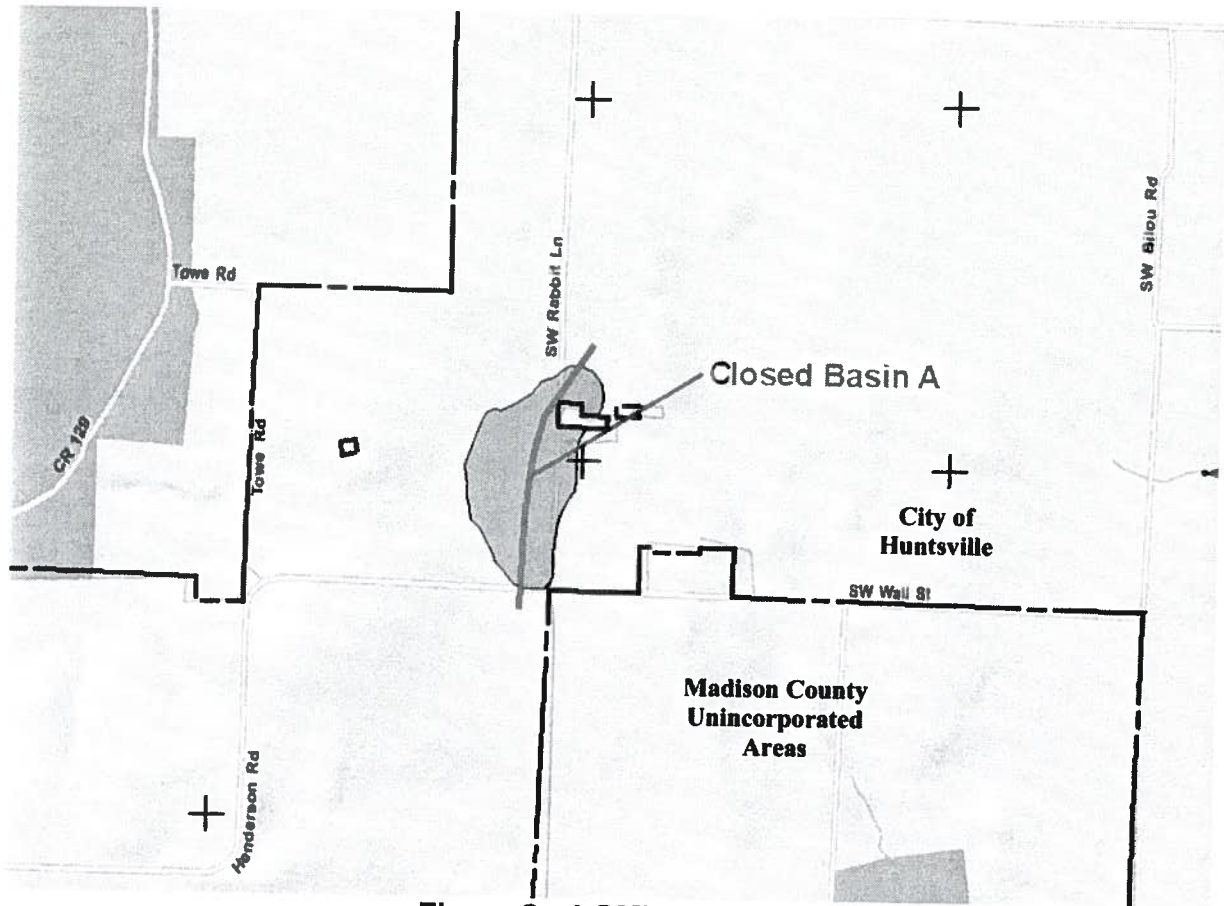 Towe Rd
SW Rabbit Ln
SW Bilou Rd
Closed Basin A
CR 139
Towe Rd
City of
Huntsville
SW Wall St
Madison County
Unincorporated
Areas
Henderson Rd